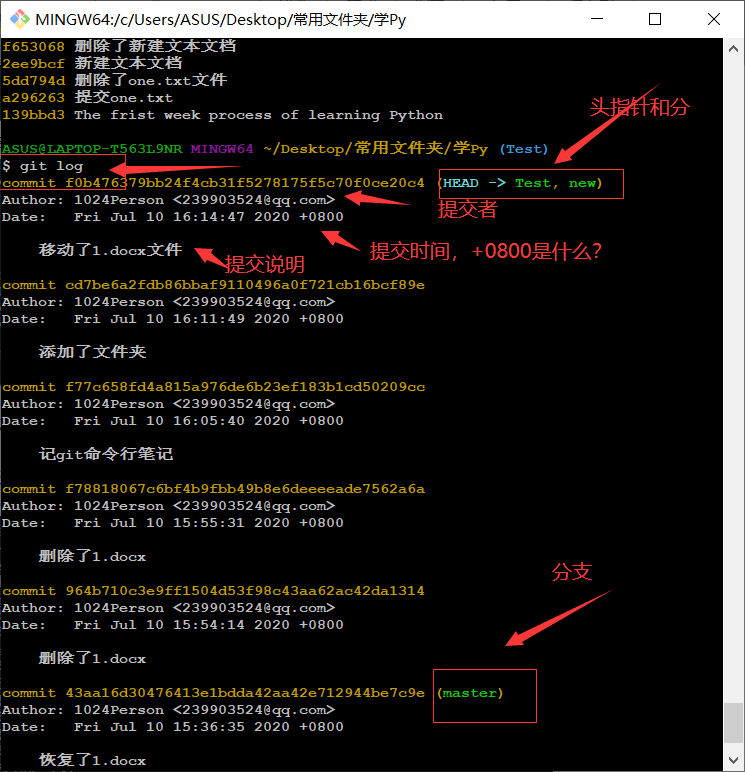 MINGW64:/c/Users/ASUS/Desktop/常用文件夹/学Py
f653068 删除了新建文本文档
2ee9bcf 新建文本文档
5dd794d 删除了one.txt文件
a296263 提交one.txt
139bbd3 The frist week process of learning Python
头指针和分
ASUS@LAPTOP-T563L9NR MINGW64 ~/Desktop/常用文件夹/学Py (Test)
$ git log
commit f0b476379bb24f4cb31f5278175f5c70f0ce20c4 (HEAD -> Test, new)
Author: 1024Person <239903524@qq.com>
提交者
Date: Fri Jul 10 16:14:47 2020 +0800
移动了1.docx文件
提交时间，+0800是什么？
提交说明
commit cd7be6a2fdb86bbaf9110496a0f721cb16bcf89e
Author: 1024Person <239903524@qq.com>
Date: Fri Jul 10 16:11:49 2020 +0800
添加了文件夹
commit f77c658fd4a815a976de6b23ef183b1cd50209cc
Author: 1024Person <239903524@qq.com>
Date: Fri Jul 10 16:05:40 2020 +0800
记git命令行笔记
commit f78818067c6bf4b9fbb49b8e6deeeeade7562a6a
Author: 1024Person <239903524@qq.com>
Date: Fri Jul 10 15:55:31 2020 +0800
删除了1.docx
分支
commit 964b710c3e9ff1504d53f98c43aa62ac42da1314
Author: 1024Person <239903524@qq.com>
Date: Fri Jul 10 15:54:14 2020 +0800
删除了1.docx
commit 43aa16d30476413e1bdda42aa42e712944be7c9e (master)
Author: 1024Person <239903524@qq.com>
Date: Fri Jul 10 15:36:35 2020 +0800
恢复了1.docx